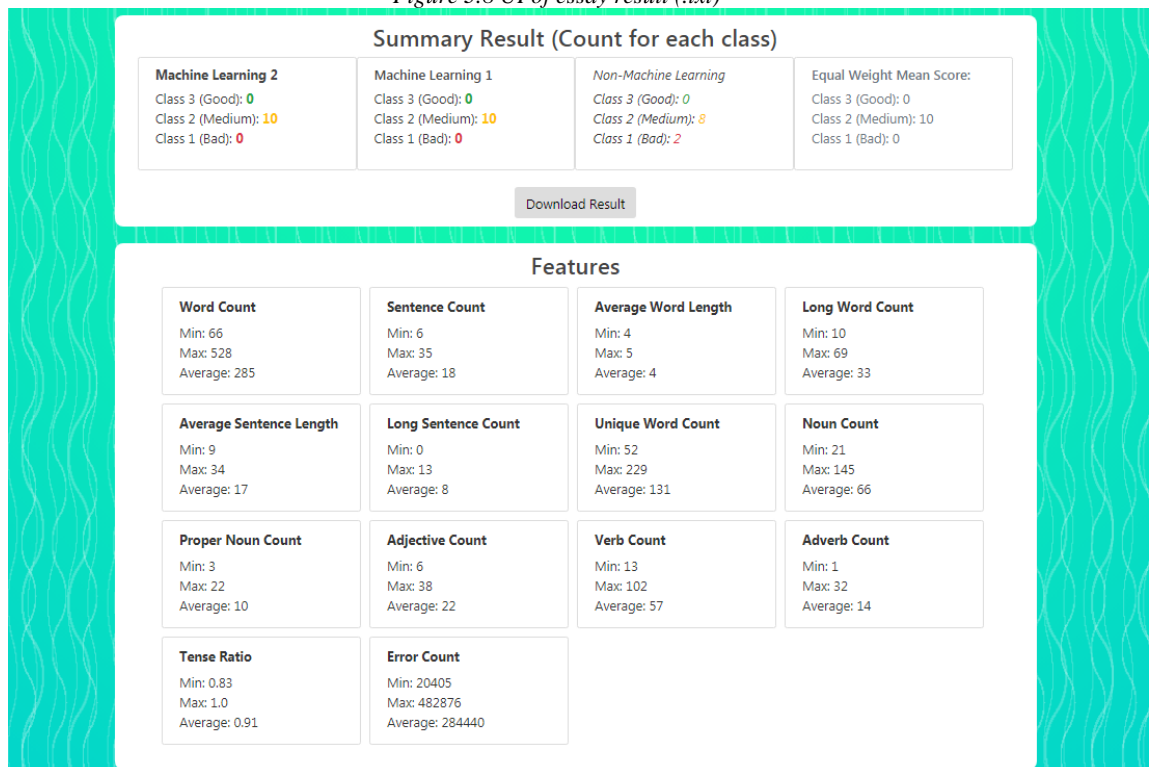 Figure 5.8 UI of essay result (.txt)
Summary Result (Count for each class)
Machine Learning 2
Class 3 (Good): 0
Class 2 (Medium): 10
Class 1 (Bad): 0
Machine Learning 1
Class 3 (Good): 0
Class 2 (Medium): 10
Class 1 (Bad): 0
Non-Machine Learning
Class 3 (Good): 0
Class 2 (Medium): 8
Class 1 (Bad): 2
Equal Weight Mean Score:
Class 3 (Good): 0
Class 2 (Medium): 10
Class 1 (Bad): 0
Download Result
Features
Word Count
Min: 66
Max: 528
Average: 285
Sentence Count
Min: 6
Max: 35
Average: 18
Average Word Length
Min: 4
Max: 5
Average: 4
Long Word Count
Min: 10
Max: 69
Average: 33
Average Sentence Length
Min: 9
Max: 34
Average: 17
Long Sentence Count
Min: 0
Max: 13
Average: 8
Unique Word Count
Min: 52
Max: 229
Average: 131
Noun Count
Min: 21
Max: 145
Average: 66
Proper Noun Count
Min: 3
Max: 22
Average: 10
Adjective Count
Min: 6
Max: 38
Average: 22
Verb Count
Min: 13
Max: 102
Average: 57
Adverb Count
Min: 1
Max: 32
Average: 14
Tense Ratio
Min: 0.83
Max: 1.0
Average: 0.91
Error Count
Min: 20405
Max: 482876
Average: 284440